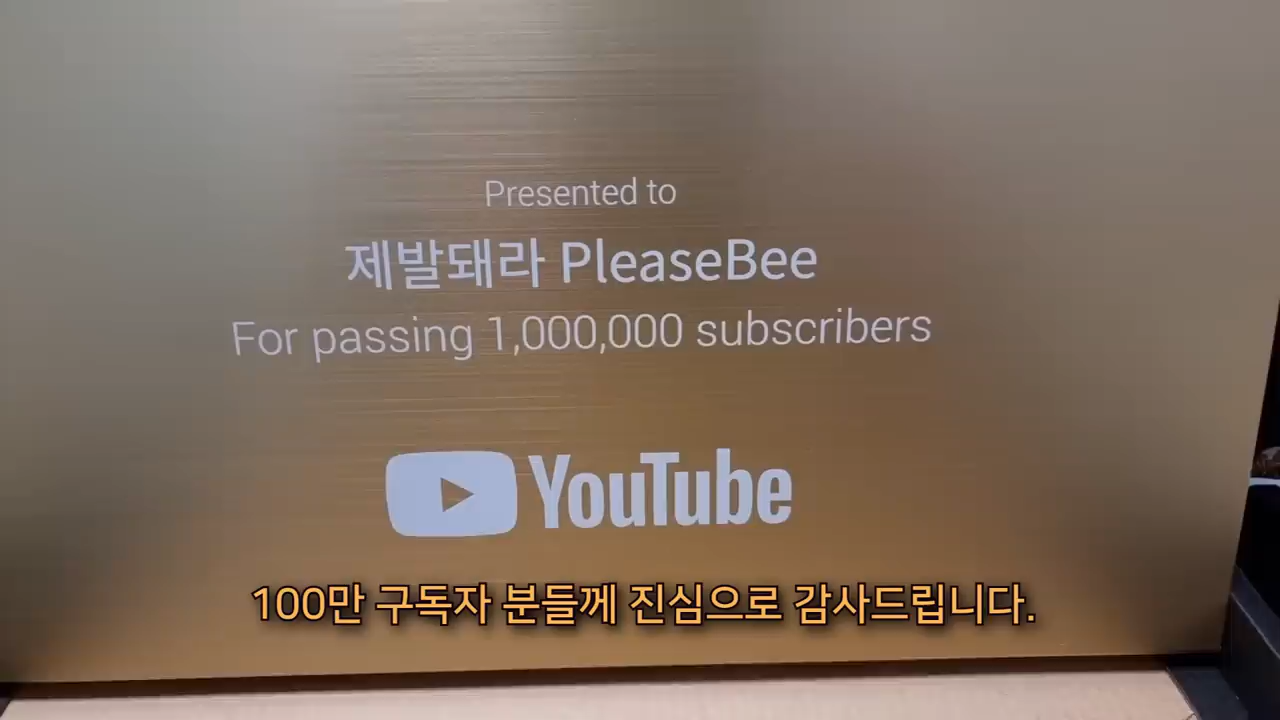 Presented to
제발돼라 PleaseBee
For passing 1,000,000 subscribers
YouTube
100만 구독자 분들께 진심으로 감사드립니다.